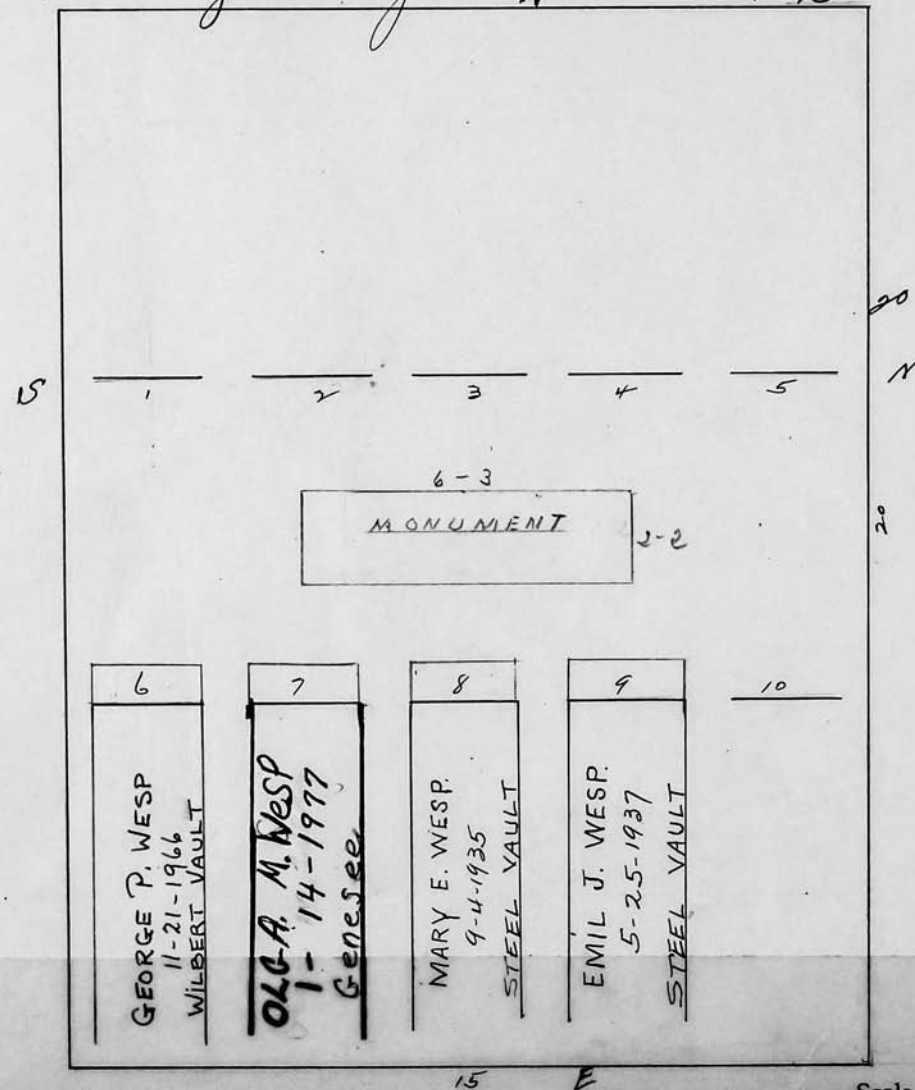 15
20
S
N
1
2
3
4
5
6-3
MONUMENT
2-2
20
6
7
8
9
10
GEORGE P. WESP
11-21-1966
WILBERT VAULT
OLGA. M. WESP
1-14-1977
Genesee
MARY E. WESP.
9-4-1935
STEEL VAULT
EMIL J. WESP.
5-25-1937
STEEL VAULT
15
E